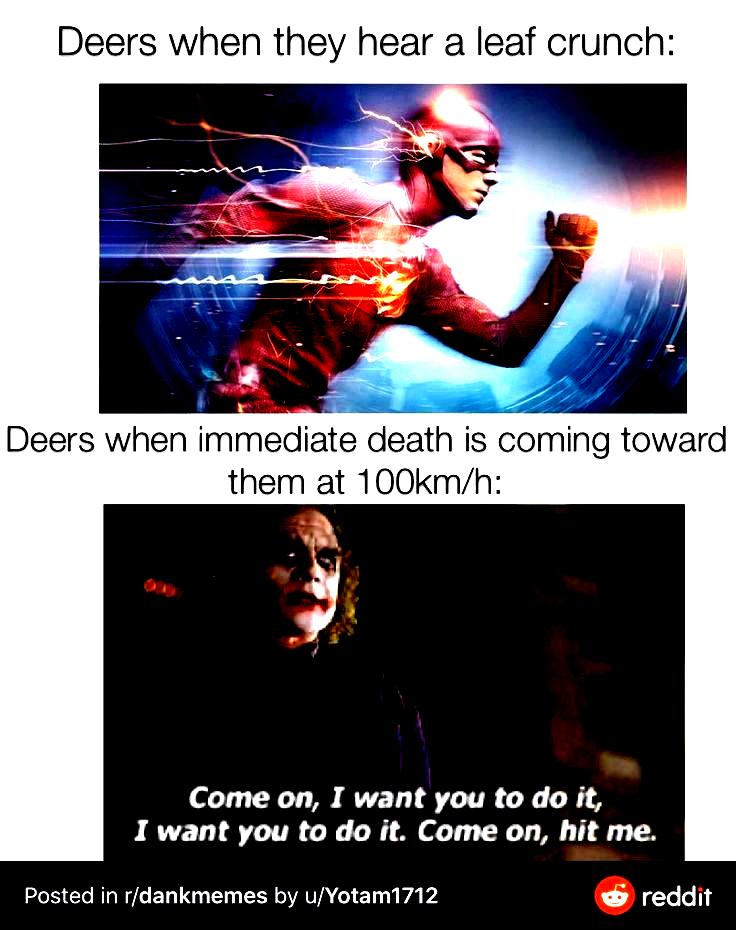 Deers when they hear a leaf crunch:
Deers when immediate death is coming toward
them at 100km/h:
Come on, I want you to do it,
I want you to do it. Come on, hit me.
Posted in r/dankmemes by u/Yotam1712
reddit